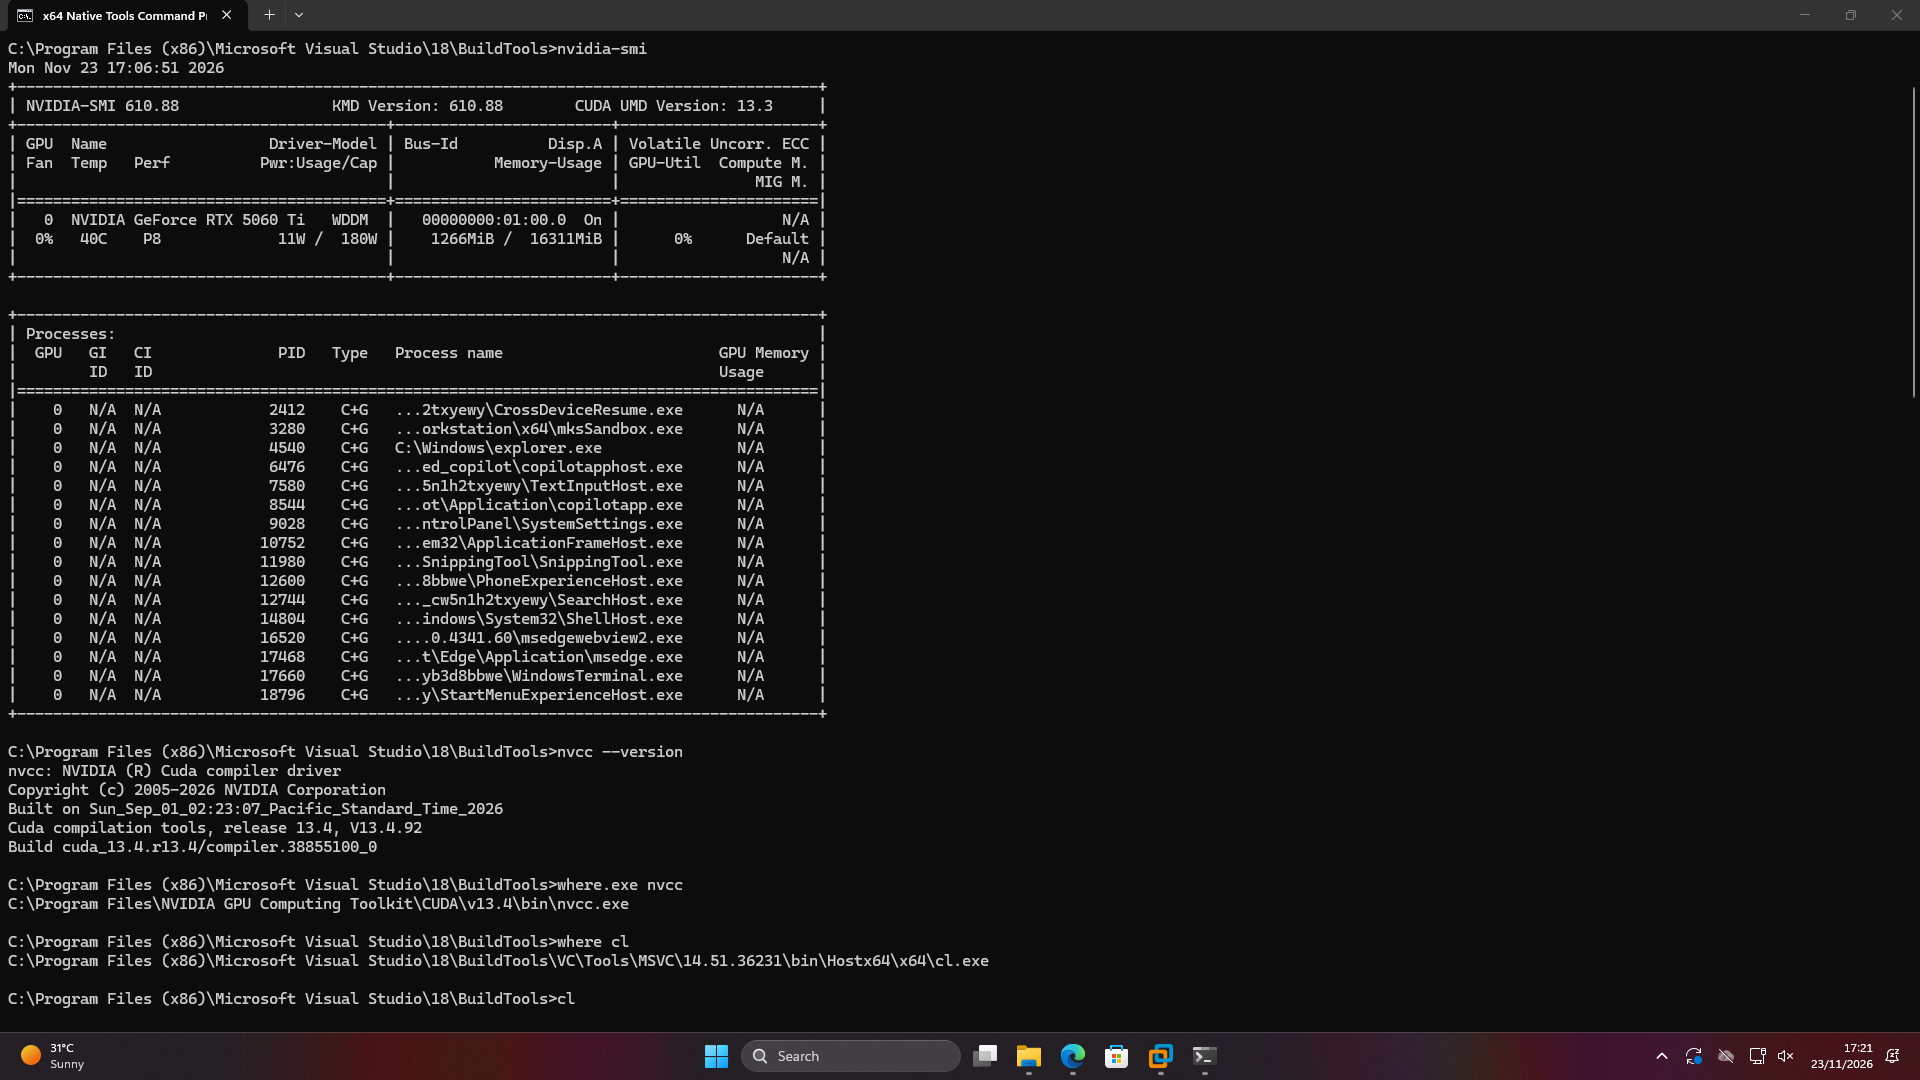 x64 Native Tools Command Pr
C:\Program Files (x86)\Microsoft Visual Studio\18\BuildTools>nvidia-smi
Mon Nov 23 17:06:51 2026
+-----------------------------------------------------------------------------------------+
| NVIDIA-SMI 610.88                 KMD Version: 610.88        CUDA UMD Version: 13.3     |
+-----------------------------------------+------------------------+----------------------+
| GPU  Name                  Driver-Model | Bus-Id          Disp.A | Volatile Uncorr. ECC |
| Fan  Temp   Perf          Pwr:Usage/Cap |           Memory-Usage | GPU-Util  Compute M. |
|                                         |                        |               MIG M. |
|=========================================+========================+======================|
|   0  NVIDIA GeForce RTX 5060 Ti   WDDM  |   00000000:01:00.0  On |                  N/A |
|  0%   40C    P8             11W /  180W |    1266MiB /  16311MiB |      0%      Default |
|                                         |                        |                  N/A |
+-----------------------------------------+------------------------+----------------------+
+-----------------------------------------------------------------------------------------+
| Processes:                                                                              |
|  GPU   GI   CI              PID   Type   Process name                        GPU Memory |
|        ID   ID                                                               Usage      |
|=========================================================================================|
|    0   N/A  N/A            2412    C+G   ...2txyewy\CrossDeviceResume.exe      N/A      |
|    0   N/A  N/A            3280    C+G   ...orkstation\x64\mksSandbox.exe      N/A      |
|    0   N/A  N/A            4540    C+G   C:\Windows\explorer.exe               N/A      |
|    0   N/A  N/A            6476    C+G   ...ed_copilot\copilotapphost.exe      N/A      |
|    0   N/A  N/A            7580    C+G   ...5n1h2txyewy\TextInputHost.exe      N/A      |
|    0   N/A  N/A            8544    C+G   ...ot\Application\copilotapp.exe      N/A      |
|    0   N/A  N/A            9028    C+G   ...ntrolPanel\SystemSettings.exe      N/A      |
|    0   N/A  N/A           10752    C+G   ...em32\ApplicationFrameHost.exe      N/A      |
|    0   N/A  N/A           11980    C+G   ...SnippingTool\SnippingTool.exe      N/A      |
|    0   N/A  N/A           12600    C+G   ...8bbwe\PhoneExperienceHost.exe      N/A      |
|    0   N/A  N/A           12744    C+G   ..._cw5n1h2txyewy\SearchHost.exe      N/A      |
|    0   N/A  N/A           14804    C+G   ...indows\System32\ShellHost.exe      N/A      |
|    0   N/A  N/A           16520    C+G   ....0.4341.60\msedgewebview2.exe      N/A      |
|    0   N/A  N/A           17468    C+G   ...t\Edge\Application\msedge.exe      N/A      |
|    0   N/A  N/A           17660    C+G   ...yb3d8bbwe\WindowsTerminal.exe      N/A      |
|    0   N/A  N/A           18796    C+G   ...y\StartMenuExperienceHost.exe      N/A      |
+-----------------------------------------------------------------------------------------+
C:\Program Files (x86)\Microsoft Visual Studio\18\BuildTools>nvcc --version
nvcc: NVIDIA (R) Cuda compiler driver
Copyright (c) 2005-2026 NVIDIA Corporation
Built on Sun_Sep_01_02:23:07_Pacific_Standard_Time_2026
Cuda compilation tools, release 13.4, V13.4.92
Build cuda_13.4.r13.4/compiler.38855100_0
C:\Program Files (x86)\Microsoft Visual Studio\18\BuildTools>where.exe nvcc
C:\Program Files\NVIDIA GPU Computing Toolkit\CUDA\v13.4\bin\nvcc.exe
C:\Program Files (x86)\Microsoft Visual Studio\18\BuildTools>where cl
C:\Program Files (x86)\Microsoft Visual Studio\18\BuildTools\VC\Tools\MSVC\14.51.36231\bin\Hostx64\x64\cl.exe
C:\Program Files (x86)\Microsoft Visual Studio\18\BuildTools>cl
31°C
Sunny
Search
17:21
23/11/2026